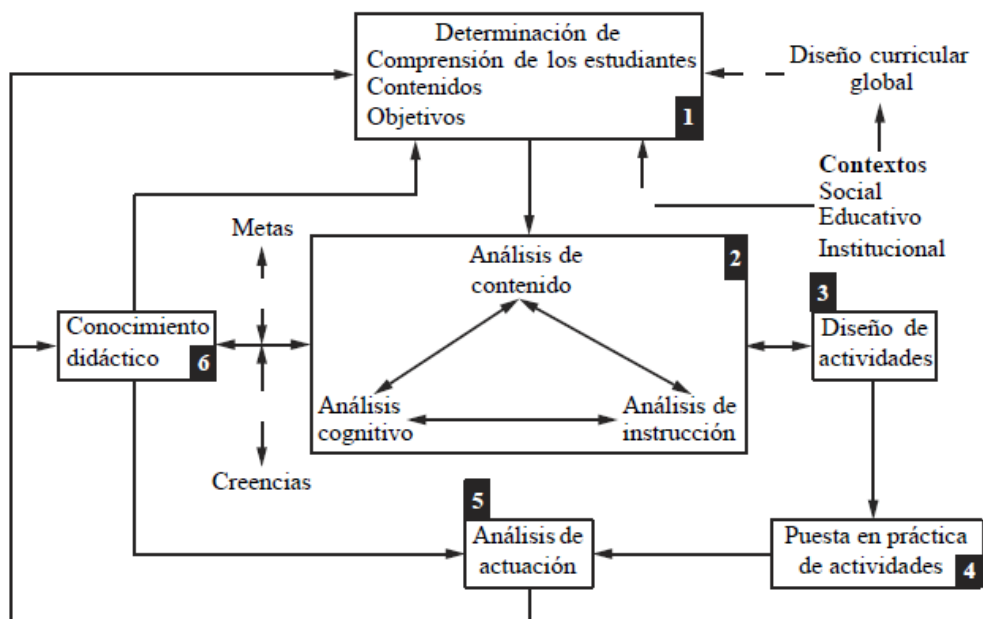 Determinación de
Comprensión de los estudiantes
Contenidos
Objetivos
1
Diseño curricular
global
Contextos
Social
Educativo
Institucional
Metas
Análisis de
contenido
2
Análisis
cognitivo
Análisis de
instrucción
3
Diseño de
actividades
Conocimiento
didáctico
6
Creencias
5
Análisis de
actuación
Puesta en práctica
de actividades
4